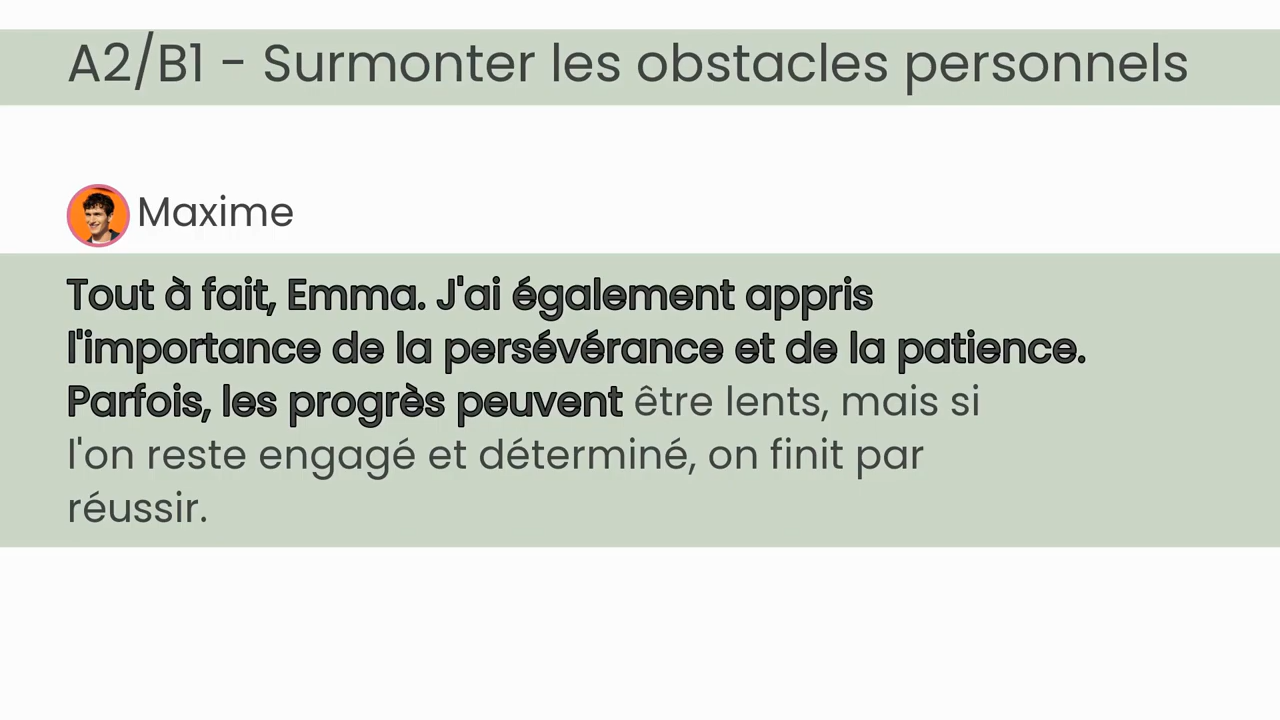 A2/B1 - Surmonter les obstacles personnels
Maxime
Tout à fait, Emma. J'ai également appris
l'importance de la persévérance et de la patience.
Parfois, les progrès peuvent être lents, mais si
l'on reste engagé et déterminé, on finit par
réussir.